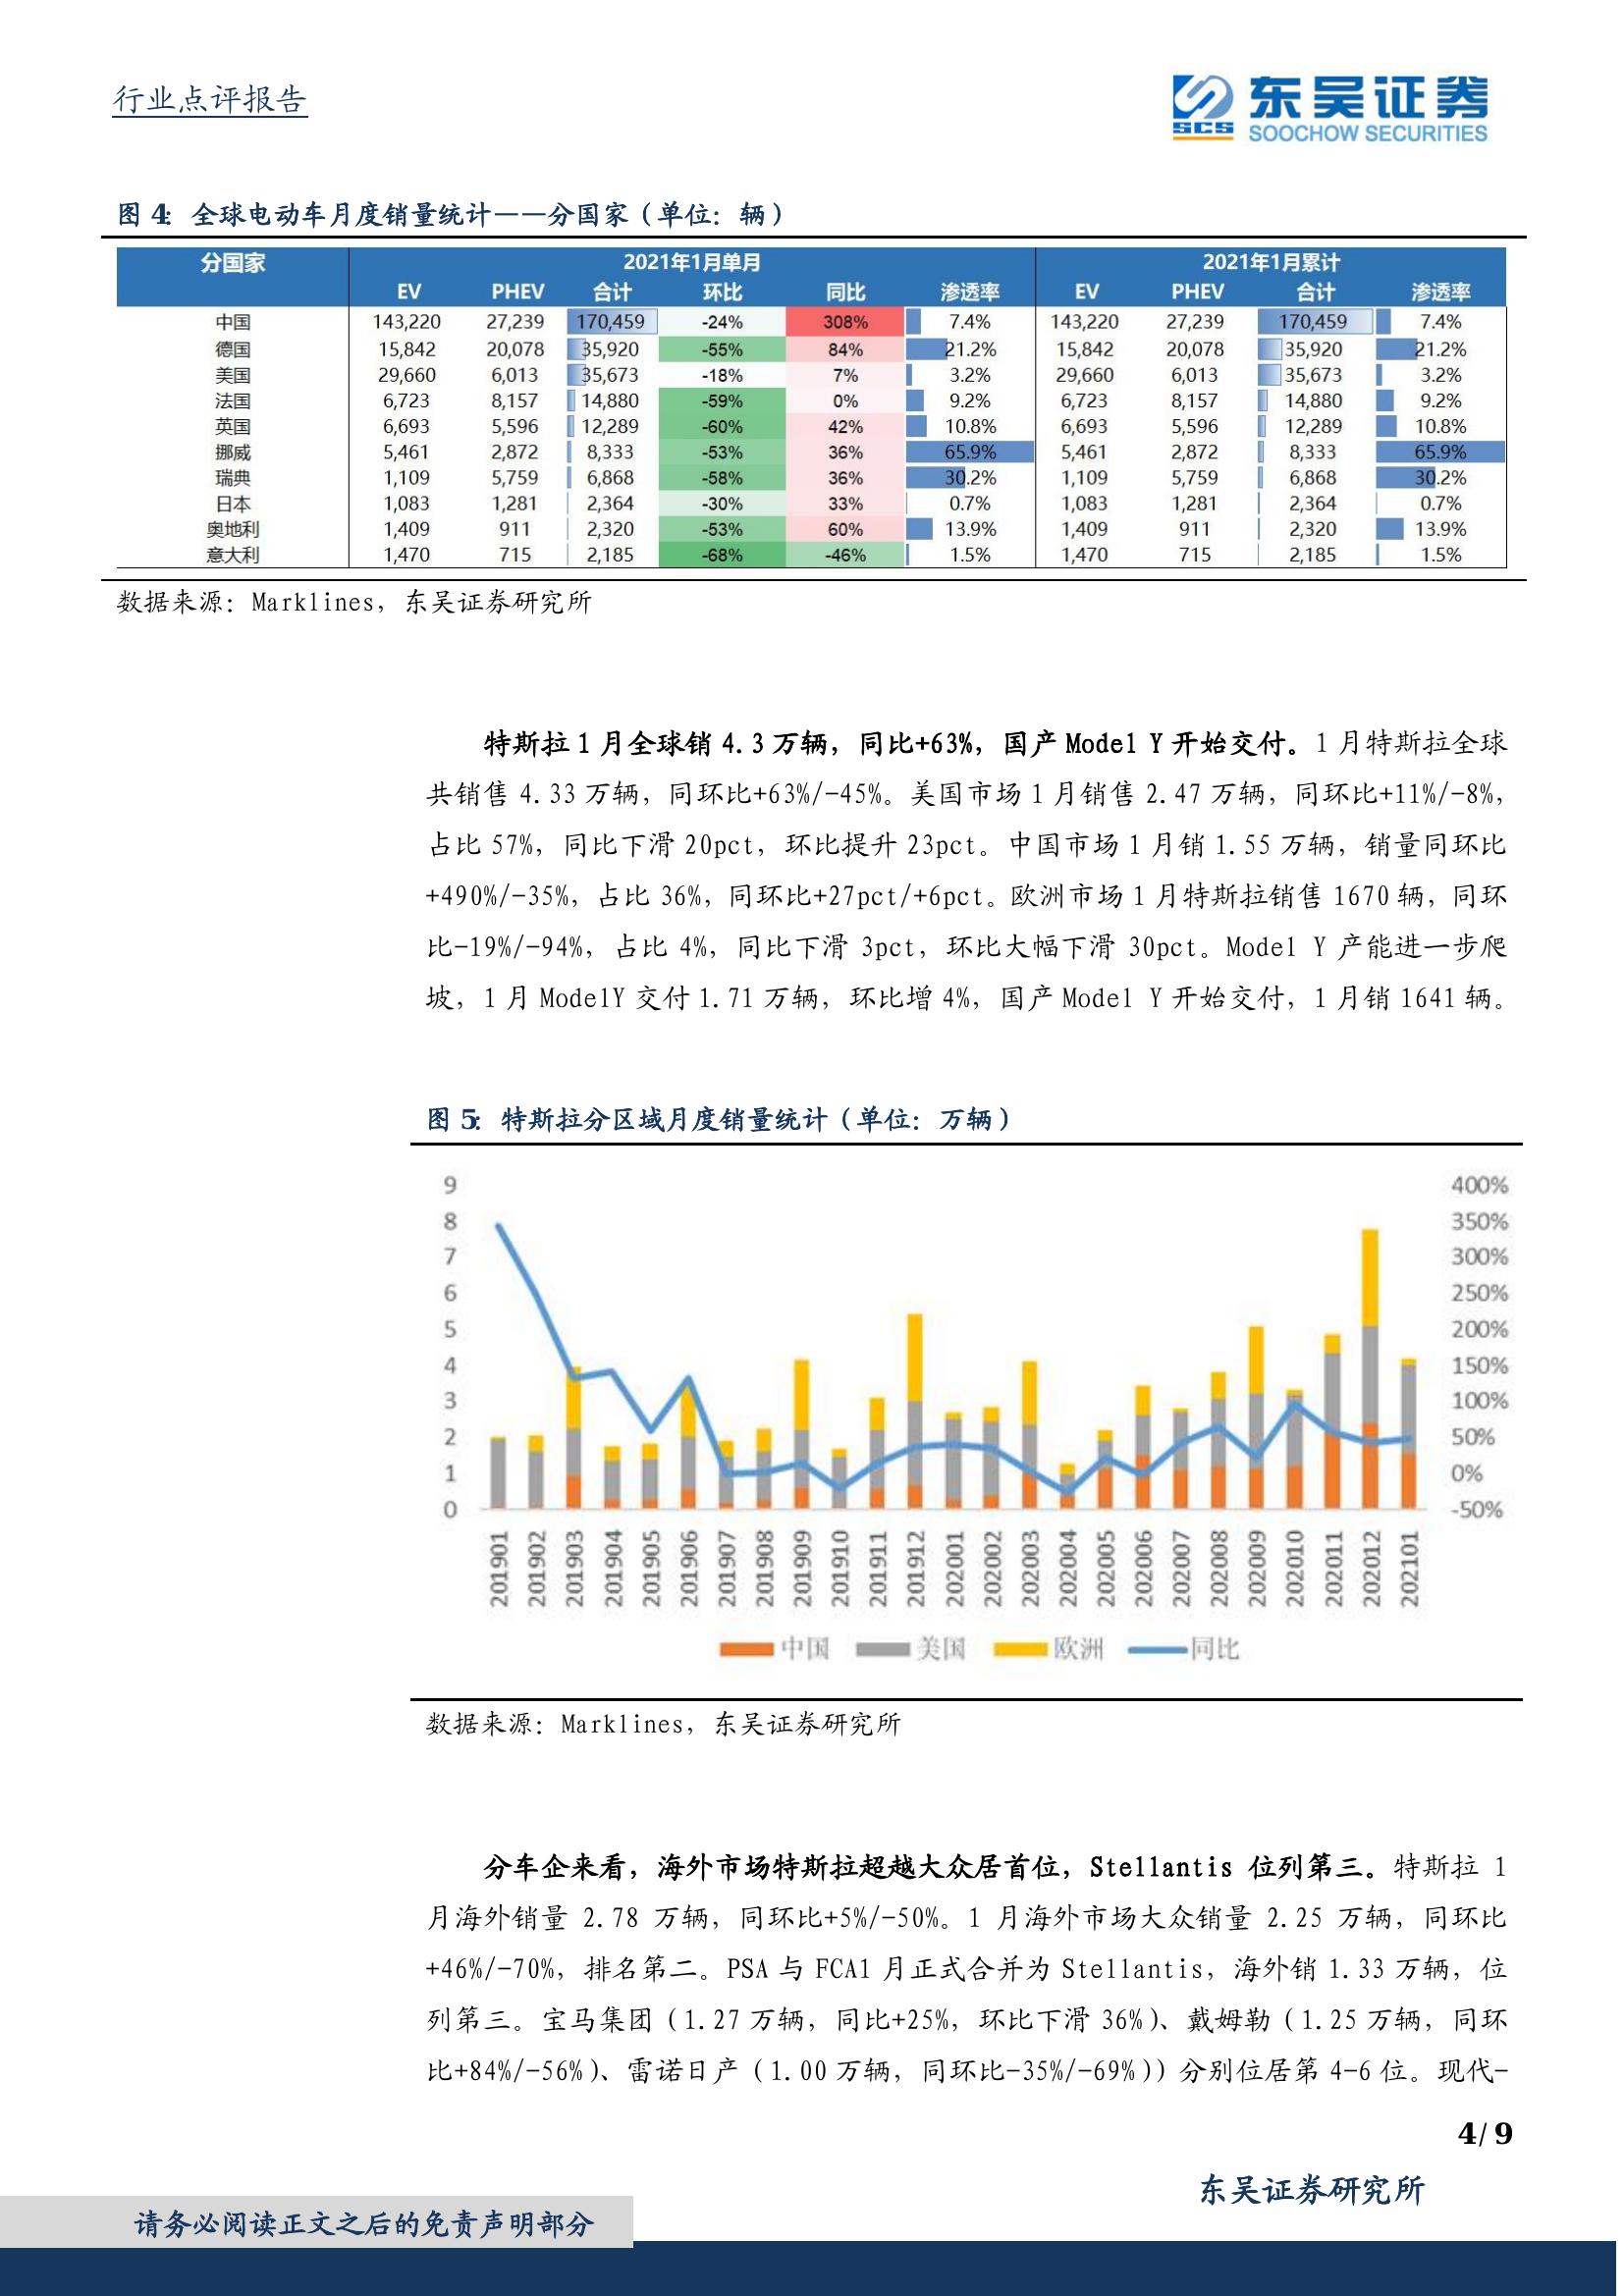 行业点评报告
东吴证券
SCS
SOOCHOW SECURITIES
图 4: 全球电动车月度销量统计——分国家（单位：辆）
分国家 2021年1月单月 2021年1月累计
EV PHEV 合计 环比 同比 渗透率 EV PHEV 合计 渗透率
中国 143,220 27,239 170,459 -24% 308% 7.4% 143,220 27,239 170,459 7.4%
德国 15,842 20,078 35,920 -55% 84% 21.2% 15,842 20,078 35,920 21.2%
美国 29,660 6,013 35,673 -18% 7% 3.2% 29,660 6,013 35,673 3.2%
法国 6,723 8,157 14,880 -59% 0% 9.2% 6,723 8,157 14,880 9.2%
英国 6,693 5,596 12,289 -60% 42% 10.8% 6,693 5,596 12,289 10.8%
挪威 5,461 2,872 8,333 -53% 36% 65.9% 5,461 2,872 8,333 65.9%
瑞典 1,109 5,759 6,868 -58% 36% 30.2% 1,109 5,759 6,868 30.2%
日本 1,083 1,281 2,364 -30% 33% 0.7% 1,083 1,281 2,364 0.7%
奥地利 1,409 911 2,320 -53% 60% 13.9% 1,409 911 2,320 13.9%
意大利 1,470 715 2,185 -68% -46% 1.5% 1,470 715 2,185 1.5%
数据来源：Marklines，东吴证券研究所
特斯拉 1 月全球销 4.3 万辆，同比+63%，国产 Model Y 开始交付。1 月特斯拉全球
共销售 4.33 万辆，同环比+63%/-45%。美国市场 1 月销售 2.47 万辆，同环比+11%/-8%，
占比 57%，同比下滑 20pct，环比提升 23pct。中国市场 1 月销 1.55 万辆，销量同环比
+490%/-35%，占比 36%，同环比+27pct/+6pct。欧洲市场 1 月特斯拉销售 1670 辆，同环
比-19%/-94%，占比 4%，同比下滑 3pct，环比大幅下滑 30pct。Model Y 产能进一步爬
坡，1 月 ModelY 交付 1.71 万辆，环比增 4%，国产 Model Y 开始交付，1 月销 1641 辆。
图 5: 特斯拉分区域月度销量统计（单位：万辆）
9 400%
8 350%
7 300%
6 250%
5 200%
4 150%
3 100%
2 50%
1 0%
0 -50%
201901 201902 201903 201904 201905 201906 201907 201908 201909 201910 201911 201912 202001 202002 202003 202004 202005 202006 202007 202008 202009 202010 202011 202012 202101
中国 美国 欧洲 同比
数据来源：Marklines，东吴证券研究所
分车企来看，海外市场特斯拉超越大众居首位，Stellantis 位列第三。特斯拉 1
月海外销量 2.78 万辆，同环比+5%/-50%。1 月海外市场大众销量 2.25 万辆，同环比
+46%/-70%，排名第二。PSA 与 FCA1 月正式合并为 Stellantis，海外销 1.33 万辆，位
列第三。宝马集团（1.27 万辆，同比+25%，环比下滑 36%）、戴姆勒（1.25 万辆，同环
比+84%/-56%）、雷诺日产（1.00 万辆，同环比-35%/-69%））分别位居第 4-6 位。现代-
4/ 9
东吴证券研究所
请务必阅读正文之后的免责声明部分